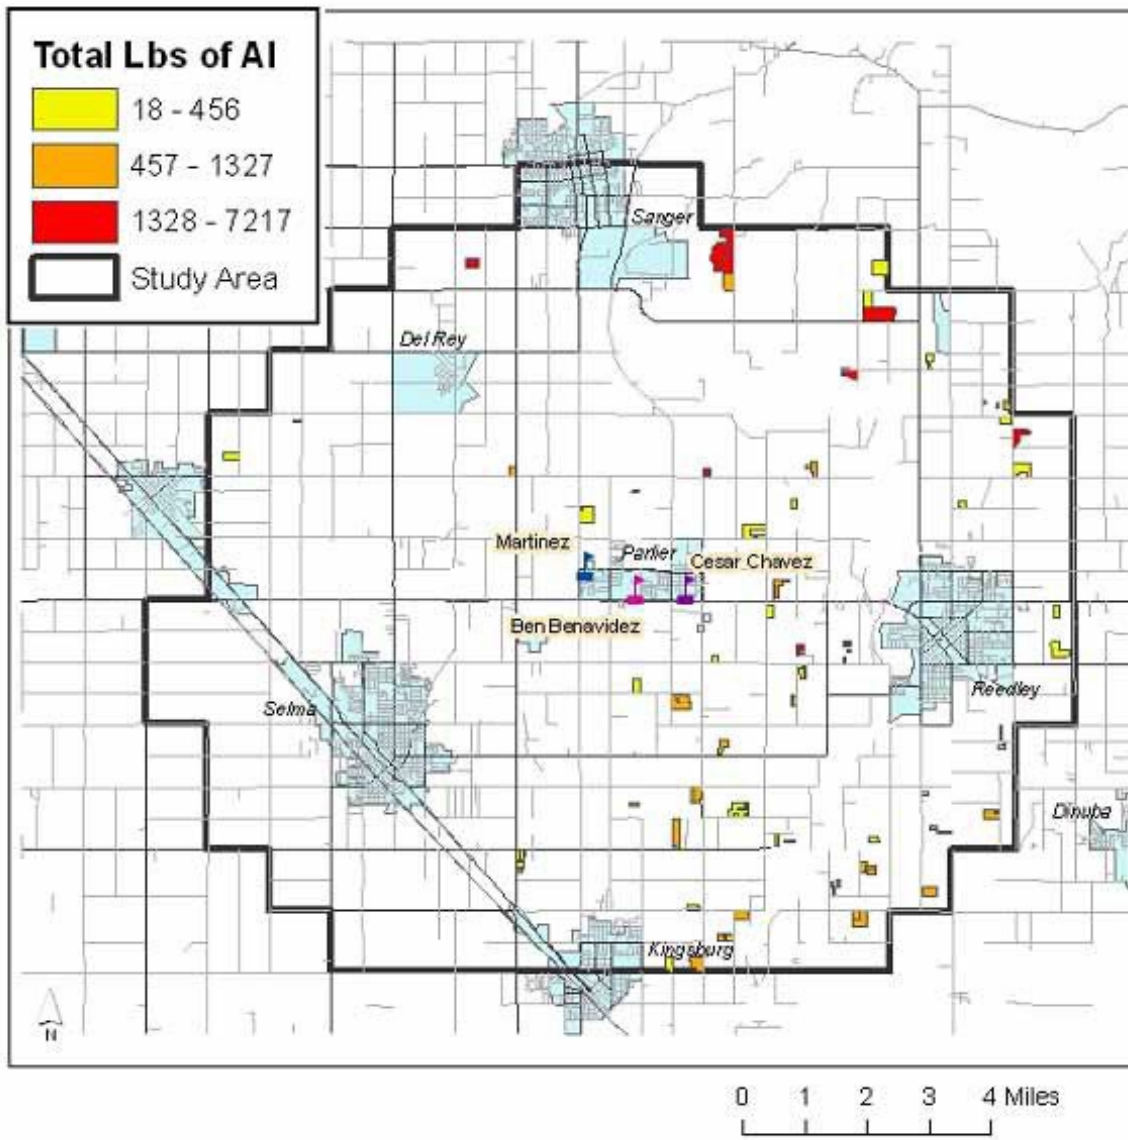 Total Lbs of AI
18 - 456
457 - 1327
1328 - 7217
Study Area
Sanger
Del Rey
Martinez
Parlier
Cesar Chavez
Ben Benavidez
Reedley
Selma
Dinuba
Kingsburg
N
0 1 2 3 4 Miles